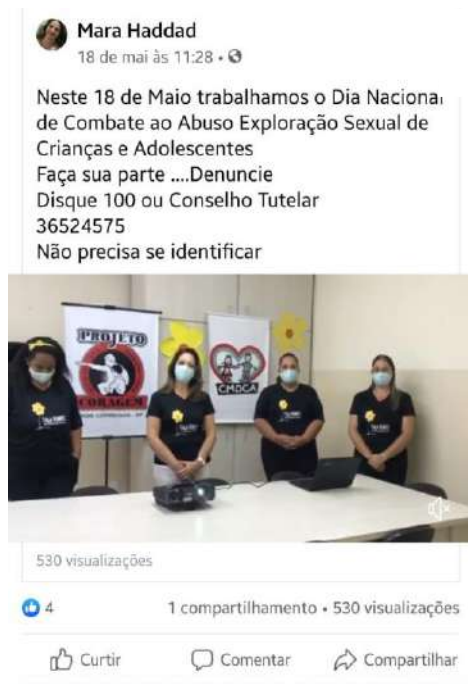 Mara Haddad
18 de mai às 11:28 •
Neste 18 de Maio trabalhamos o Dia Nacional
de Combate ao Abuso Exploração Sexual de
Crianças e Adolescentes
Faça sua parte ....Denuncie
Disque 100 ou Conselho Tutelar
36524575
Não precisa se identificar
PROJETO
CORAGEM
CMDCA
530 visualizações
4
1 compartilhamento • 530 visualizações
Curtir
Comentar
Compartilhar